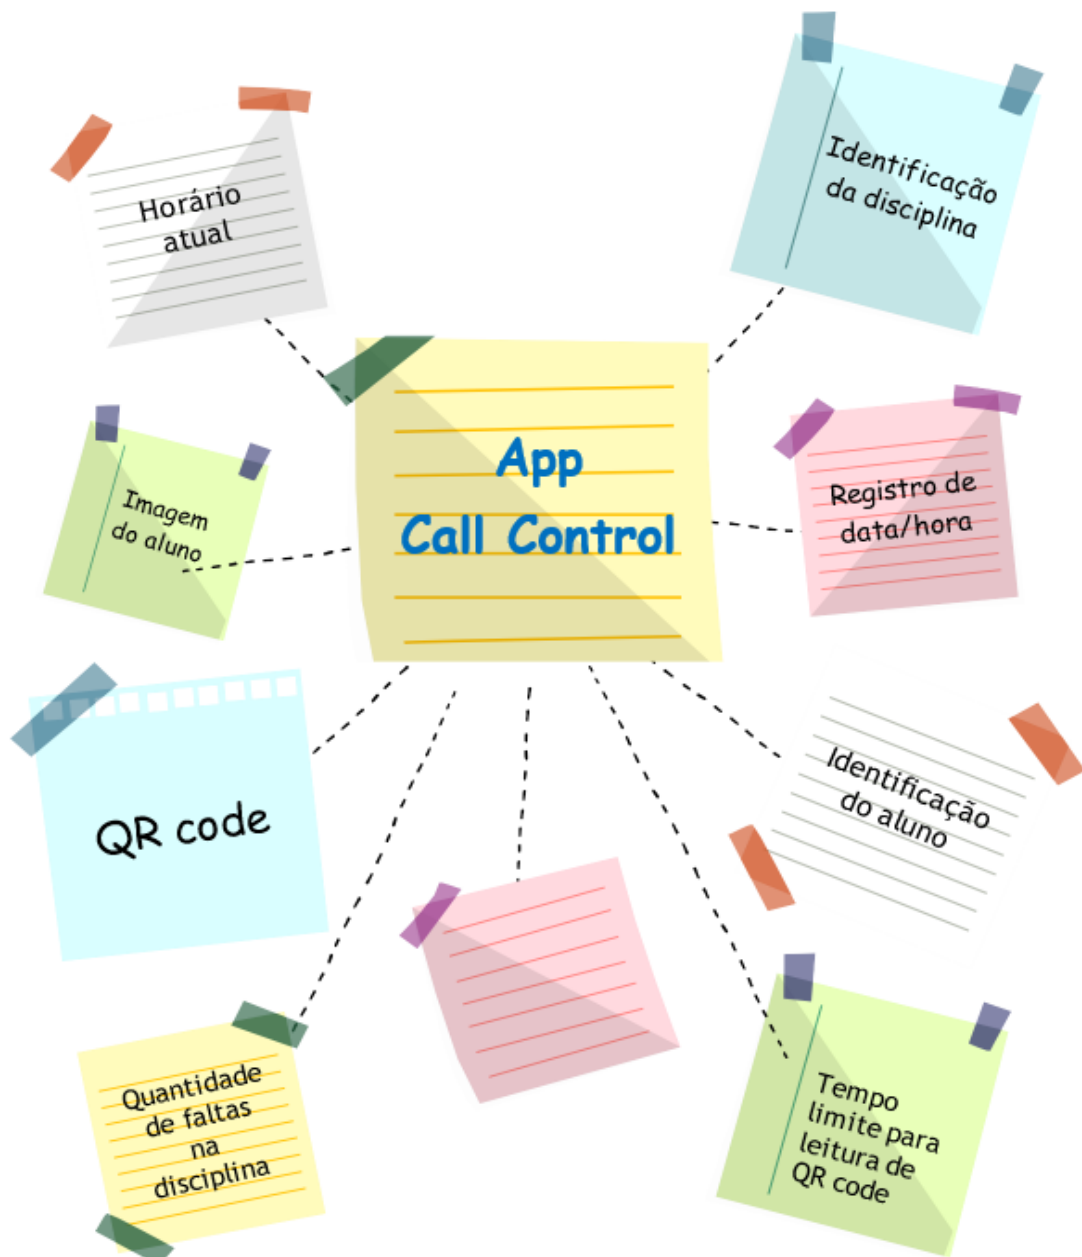 Horário
atual
Identificação
da disciplina
App
Call Control
Imagem
do aluno
Registro de
data/hora
QR code
Identificação
do aluno
Quantidade
de faltas
na
disciplina
Tempo
limite para
leitura de
QR code